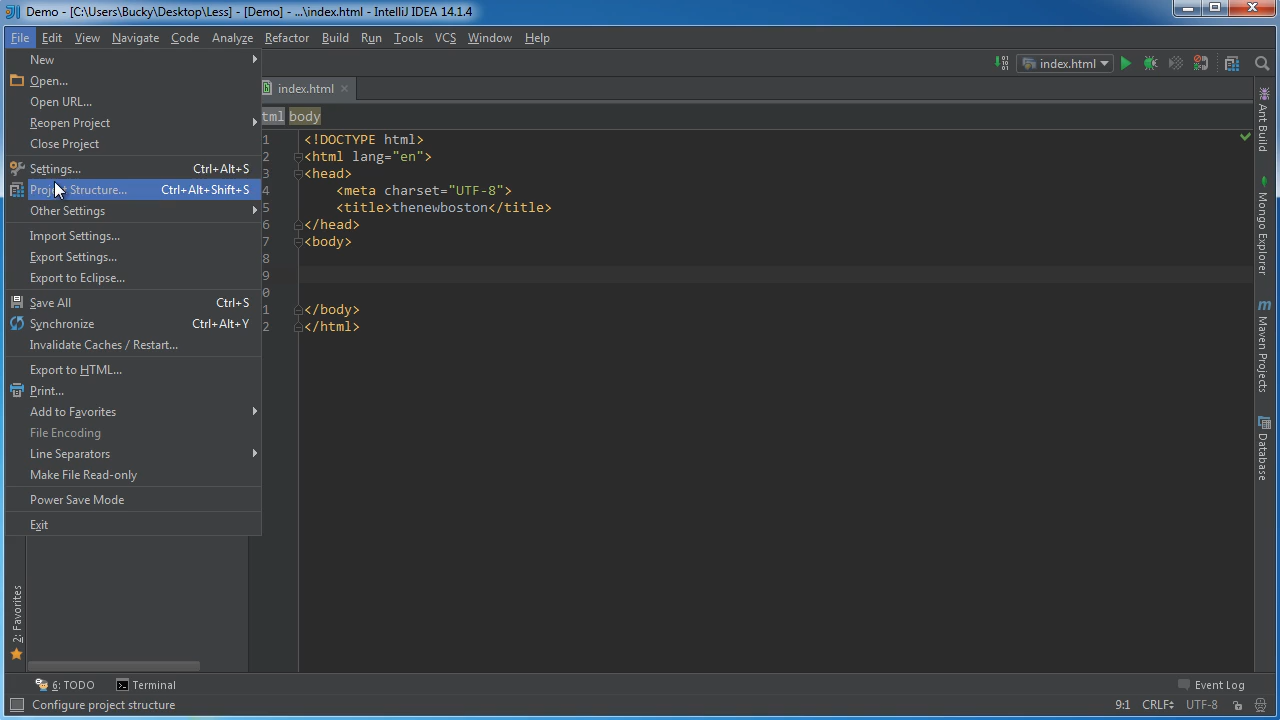 Demo - [C:\Users\Bucky\Desktop\Less] - [Demo] - ...\index.html - IntelliJ IDEA 14.1.4
File Edit View Navigate Code Analyze Refactor Build Run Tools VCS Window Help
New
Open...
Open URL...
Reopen Project
Close Project
Settings... Ctrl+Alt+S
Project Structure... Ctrl+Alt+Shift+S
Other Settings
Import Settings...
Export Settings...
Export to Eclipse...
Save All Ctrl+S
Synchronize Ctrl+Alt+Y
Invalidate Caches / Restart...
Export to HTML...
Print...
Add to Favorites
File Encoding
Line Separators
Make File Read-only
Power Save Mode
Exit
index.html
index.html
tml body
1 <!DOCTYPE html>
2 <html lang="en">
3 <head>
4 <meta charset="UTF-8">
5 <title>thenewboston</title>
6 </head>
7 <body>
8
9
0
1 </body>
2 </html>
Ant Build
Mongo Explorer
m Maven Projects
Database
2: Favorites
6: TODO Terminal Event Log
Configure project structure 9:1 CRLF UTF-8